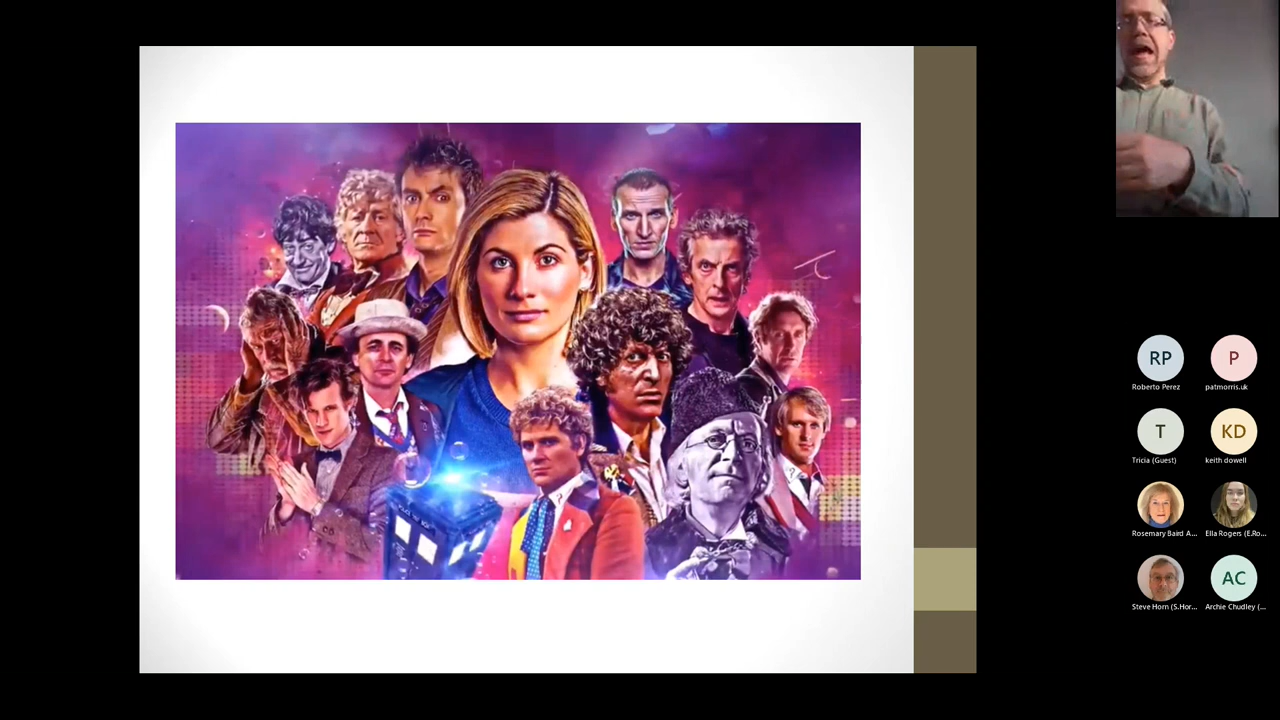 RP
P
Roberto Perez
patmorris.uk
T
KD
Tricia (Guest)
keith dowell
Rosemary Baird A...
Ella Rogers (E.Ro...
Steve Horn (S.Hor...
AC
Archie Chudley (...